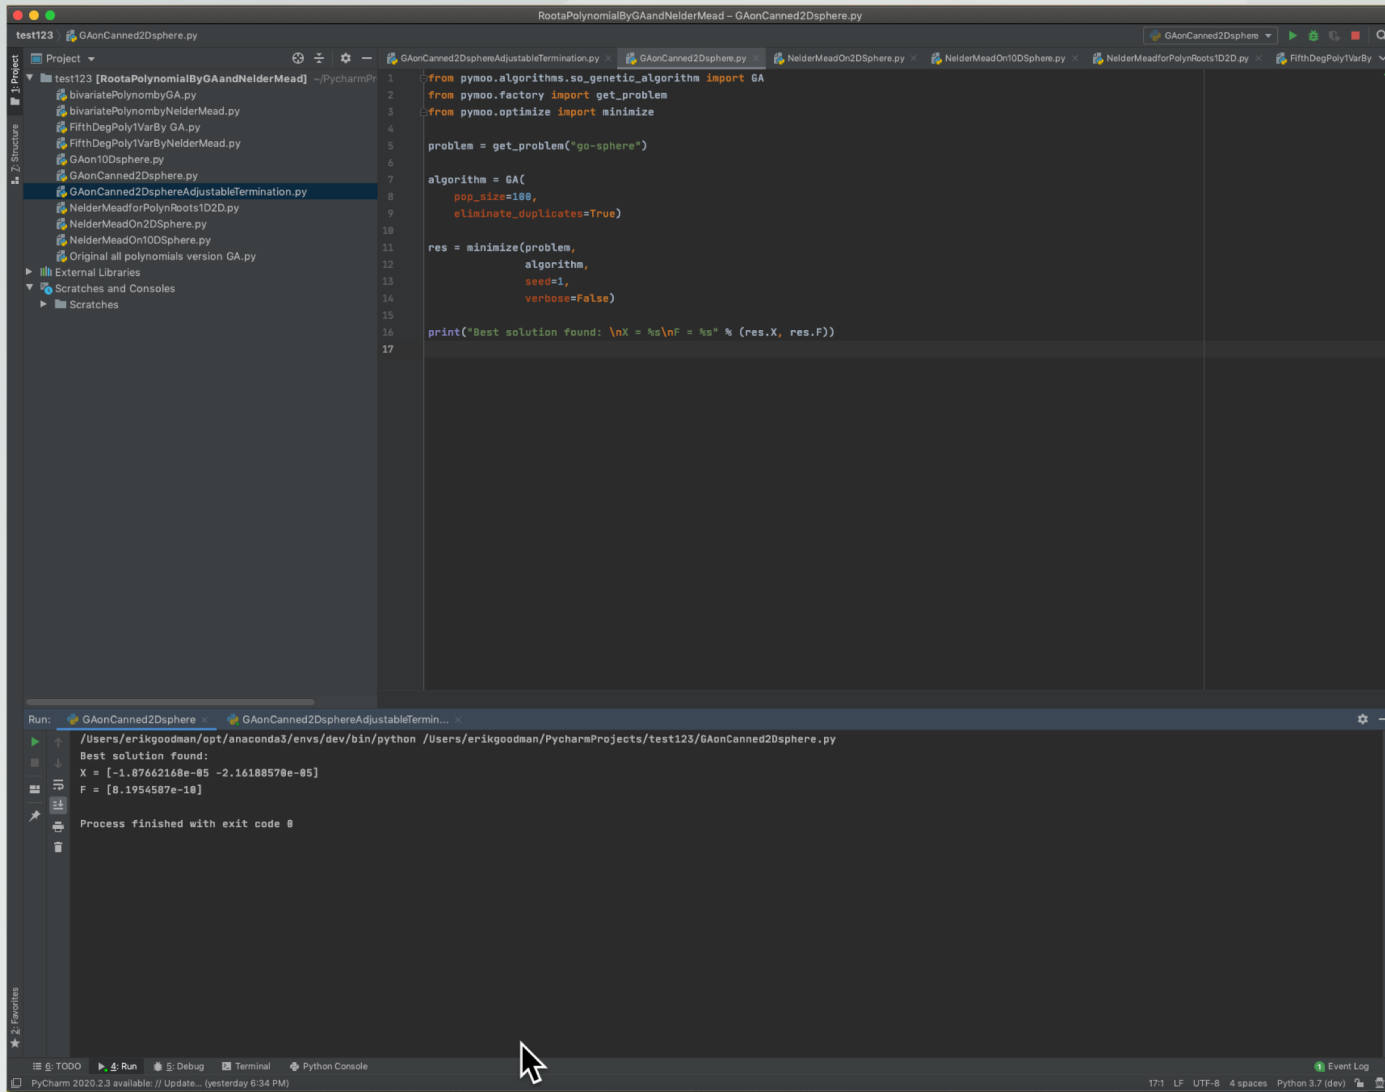 RootaPolynomialByGAandNelderMead – GAonCanned2Dsphere.py
test123 GAonCanned2Dsphere.py
GAonCanned2Dsphere
1: Project
Project
GAonCanned2DsphereAdjustableTermination.py
GAonCanned2Dsphere.py
NelderMeadOn2DSphere.py
NelderMeadOn10DSphere.py
NelderMeadforPolynRoots1D2D.py
FifthDegPoly1VarBy
test123 [RootaPolynomialByGAandNelderMead] ~/PycharmPr
bivariatePolynombyGA.py
bivariatePolynombyNelderMead.py
FifthDegPoly1VarBy GA.py
FifthDegPoly1VarByNelderMead.py
GAon10Dsphere.py
GAonCanned2Dsphere.py
GAonCanned2DsphereAdjustableTermination.py
NelderMeadforPolynRoots1D2D.py
NelderMeadOn2DSphere.py
NelderMeadOn10DSphere.py
Original all polynomials version GA.py
External Libraries
Scratches and Consoles
Scratches
Z: Structure
1 from pymoo.algorithms.so_genetic_algorithm import GA
2 from pymoo.factory import get_problem
3 from pymoo.optimize import minimize
4
5 problem = get_problem("go-sphere")
6
7 algorithm = GA(
8 pop_size=100,
9 eliminate_duplicates=True)
10
11 res = minimize(problem,
12 algorithm,
13 seed=1,
14 verbose=False)
15
16 print("Best solution found: \nX = %s\nF = %s" % (res.X, res.F))
17
Run: GAonCanned2Dsphere GAonCanned2DsphereAdjustableTermin...
/Users/erikgoodman/opt/anaconda3/envs/dev/bin/python /Users/erikgoodman/PycharmProjects/test123/GAonCanned2Dsphere.py
Best solution found:
X = [-1.87662168e-05 -2.16188570e-05]
F = [8.1954587e-10]
Process finished with exit code 0
2: Favorites
6: TODO 4: Run 5: Debug Terminal Python Console
1 Event Log
PyCharm 2020.2.3 available: // Update... (yesterday 6:34 PM)
17:1 LF UTF-8 4 spaces Python 3.7 (dev)